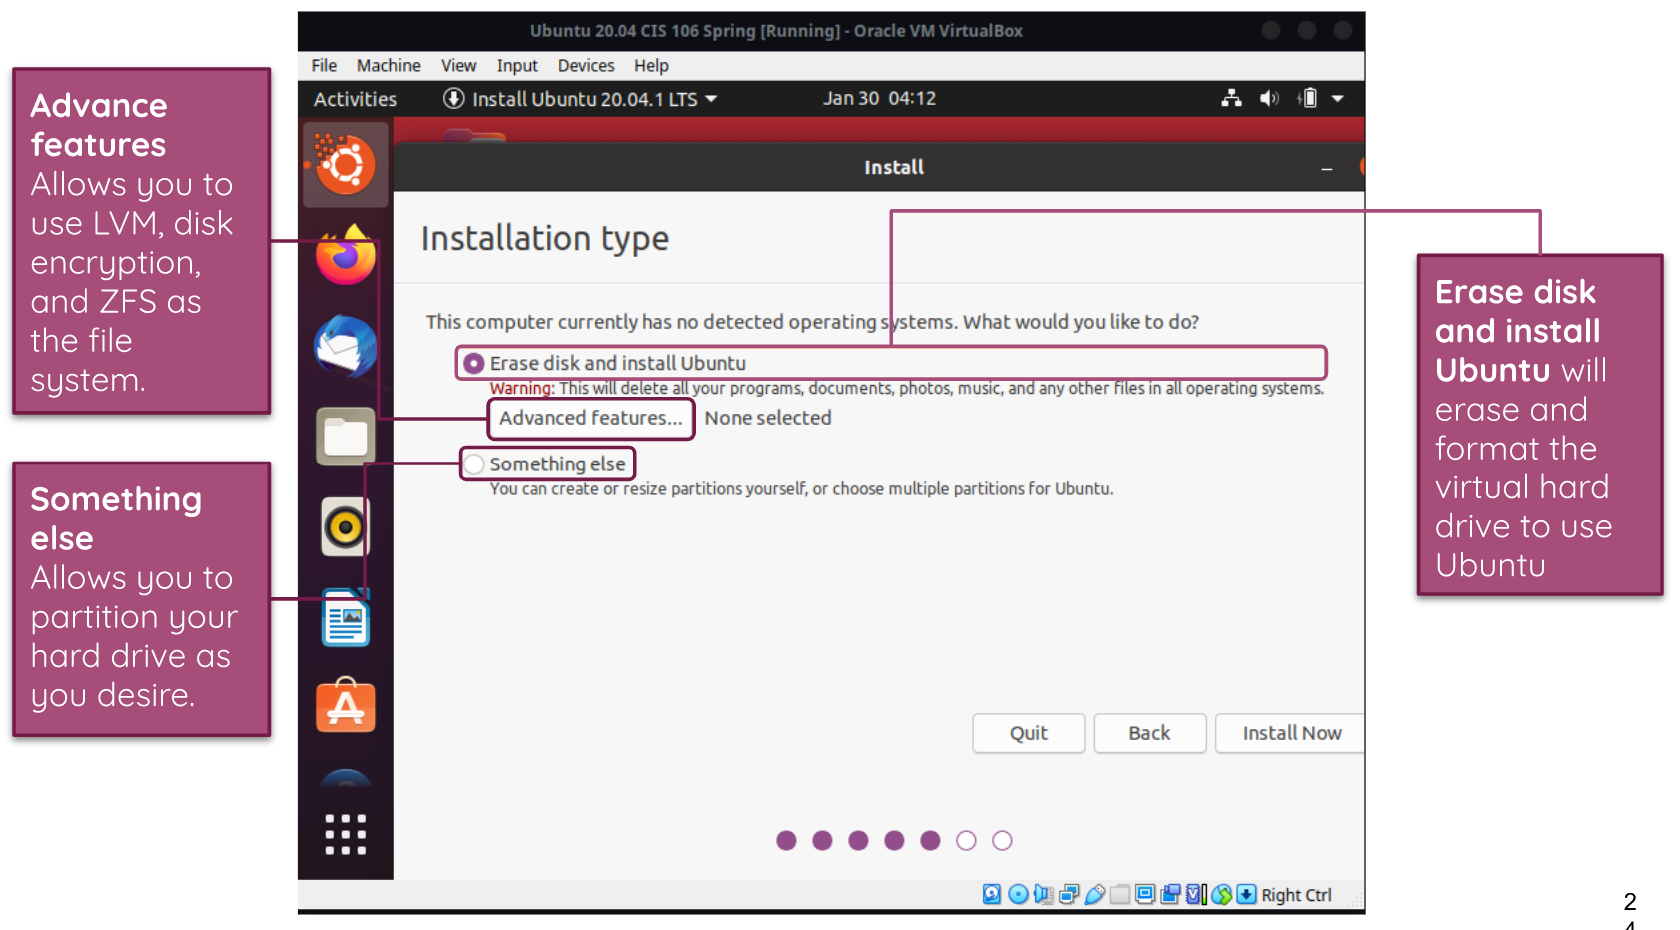 Ubuntu 20.04 CIS 106 Spring [Running] - Oracle VM VirtualBox
File Machine View Input Devices Help
Activities Install Ubuntu 20.04.1 LTS Jan 30 04:12
Install
Installation type
This computer currently has no detected operating systems. What would you like to do?
Erase disk and install Ubuntu
Warning: This will delete all your programs, documents, photos, music, and any other files in all operating systems.
Advanced features... None selected
Something else
You can create or resize partitions yourself, or choose multiple partitions for Ubuntu.
Quit Back Install Now
Right Ctrl
Advance
features
Allows you to
use LVM, disk
encryption,
and ZFS as
the file
system.
Something
else
Allows you to
partition your
hard drive as
you desire.
Erase disk
and install
Ubuntu will
erase and
format the
virtual hard
drive to use
Ubuntu
2
4